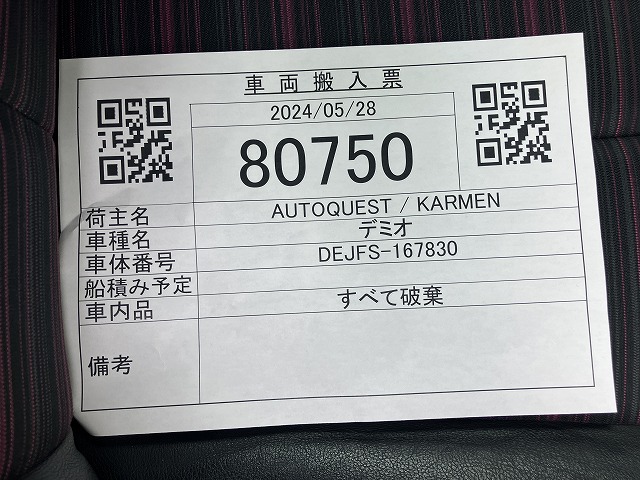 車両搬入票
2024/05/28
80750
荷主名 AUTOQUEST / KARMEN
車種名 デミオ
車体番号 DEJFS-167830
船積み予定
車内品 すべて破棄
備考